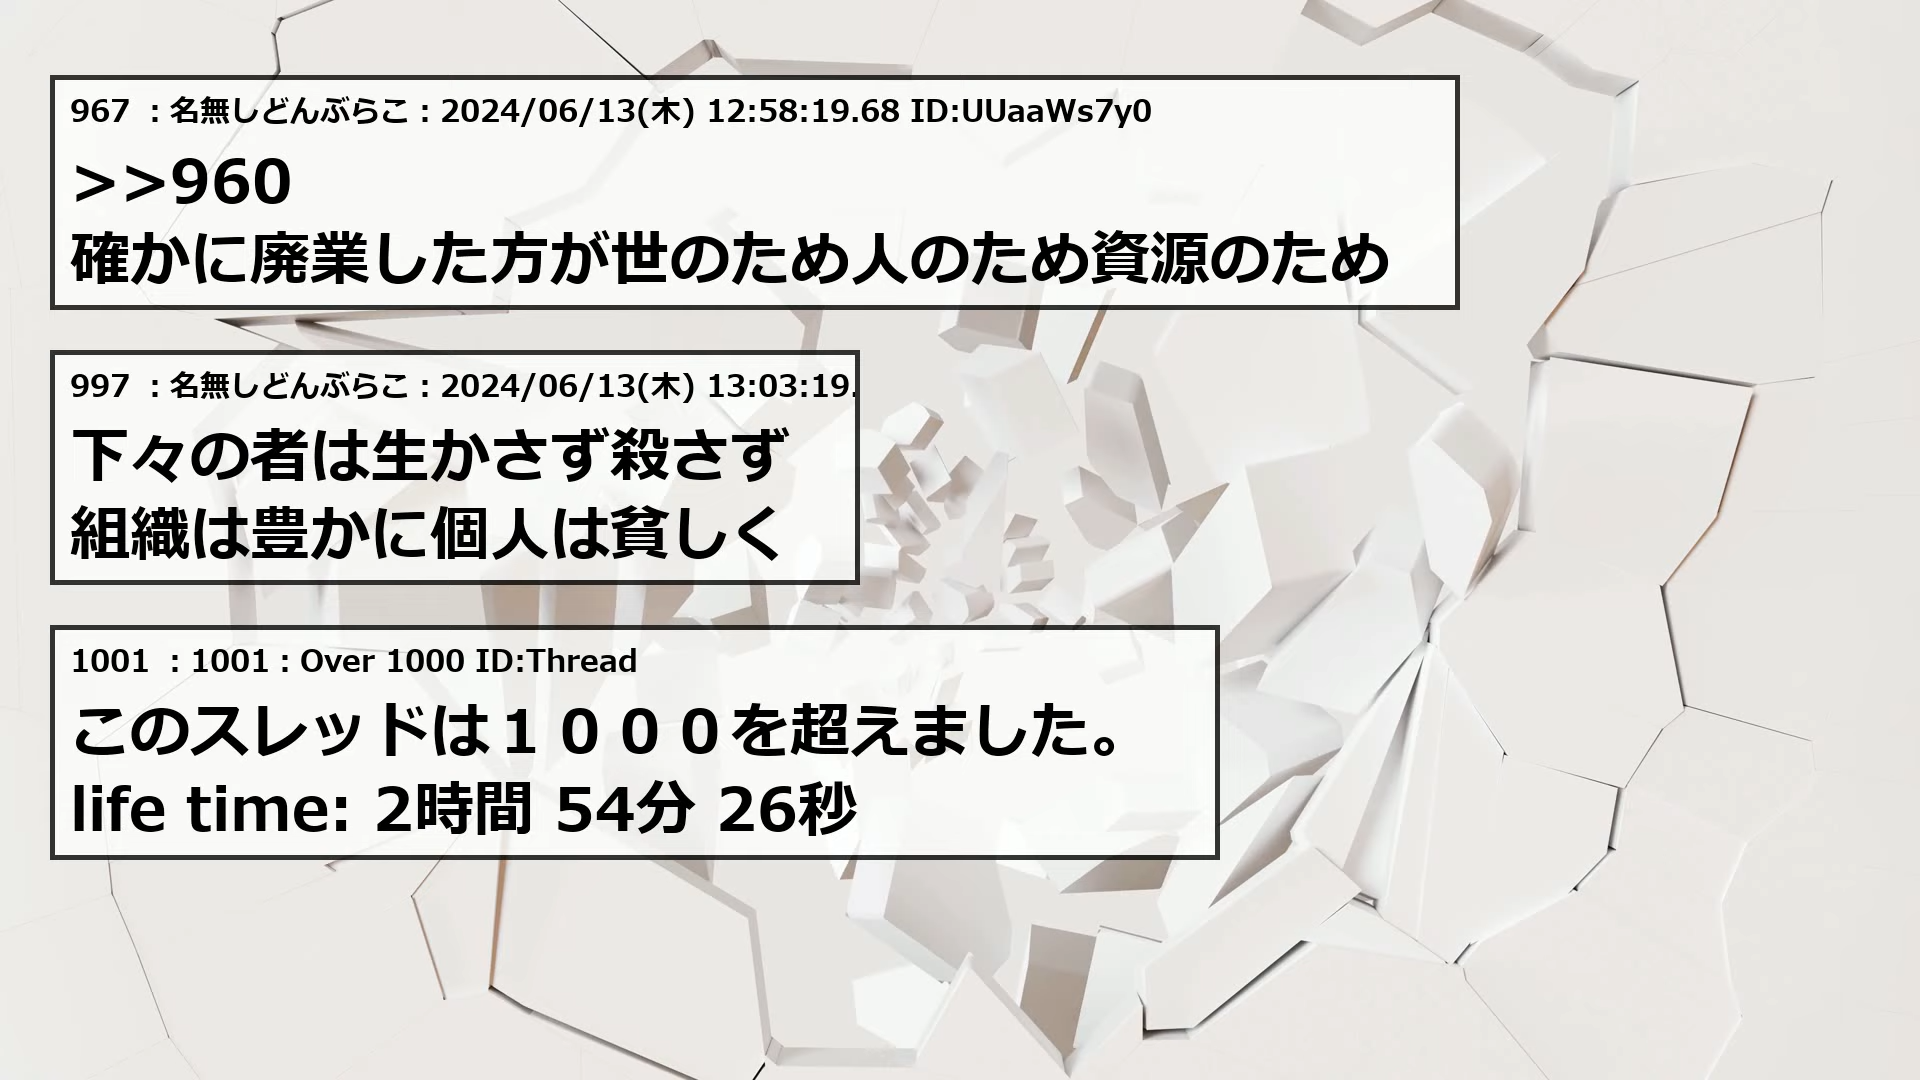 967 ：名無しどんぶらこ：2024/06/13(木) 12:58:19.68 ID:UUaaWs7y0
>>960
確かに廃業した方が世のため人のため資源のため
997 ：名無しどんぶらこ：2024/06/13(木) 13:03:19.
下々の者は生かさず殺さず
組織は豊かに個人は貧しく
1001 ：1001：Over 1000 ID:Thread
このスレッドは１０００を超えました。
life time: 2時間 54分 26秒